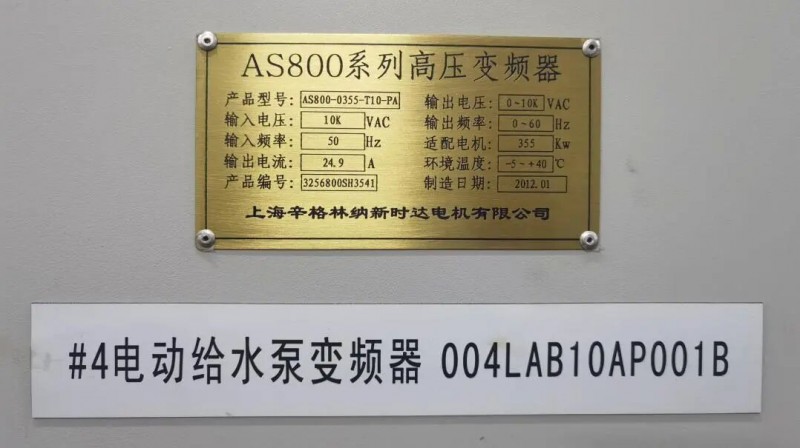 AS800系列高压变频器
产品型号: AS800-0355-T10-PA 输出电压: 0~10K VAC
输入电压: 10K VAC 输出频率: 0~60 Hz
输入频率: 50 Hz 适配电机: 355 Kw
输出电流: 24.9 A 环境温度: -5~+40 ℃
产品编号: 3256800SH3541 制造日期: 2012.01
上海辛格林纳新时达电机有限公司
#4电动给水泵变频器 004LAB10AP001B